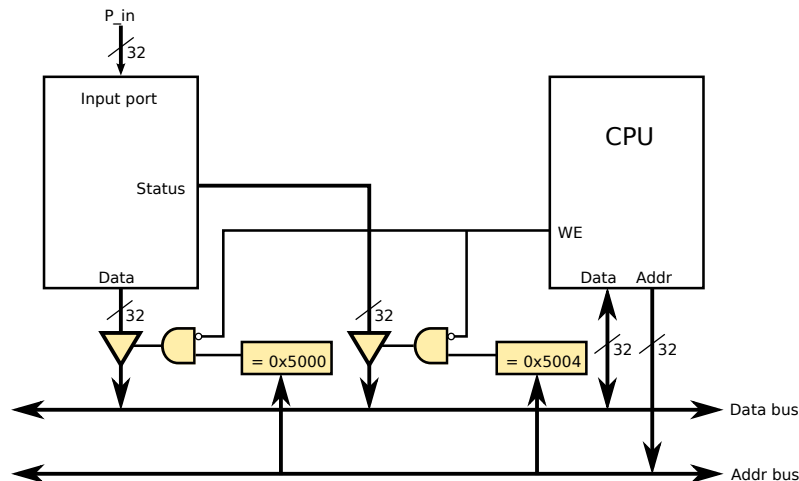 P_in
32
Input port
CPU
Status
WE
Data
Data Addr
32
32
32
32
= 0x5000
= 0x5004
Data bus
Addr bus